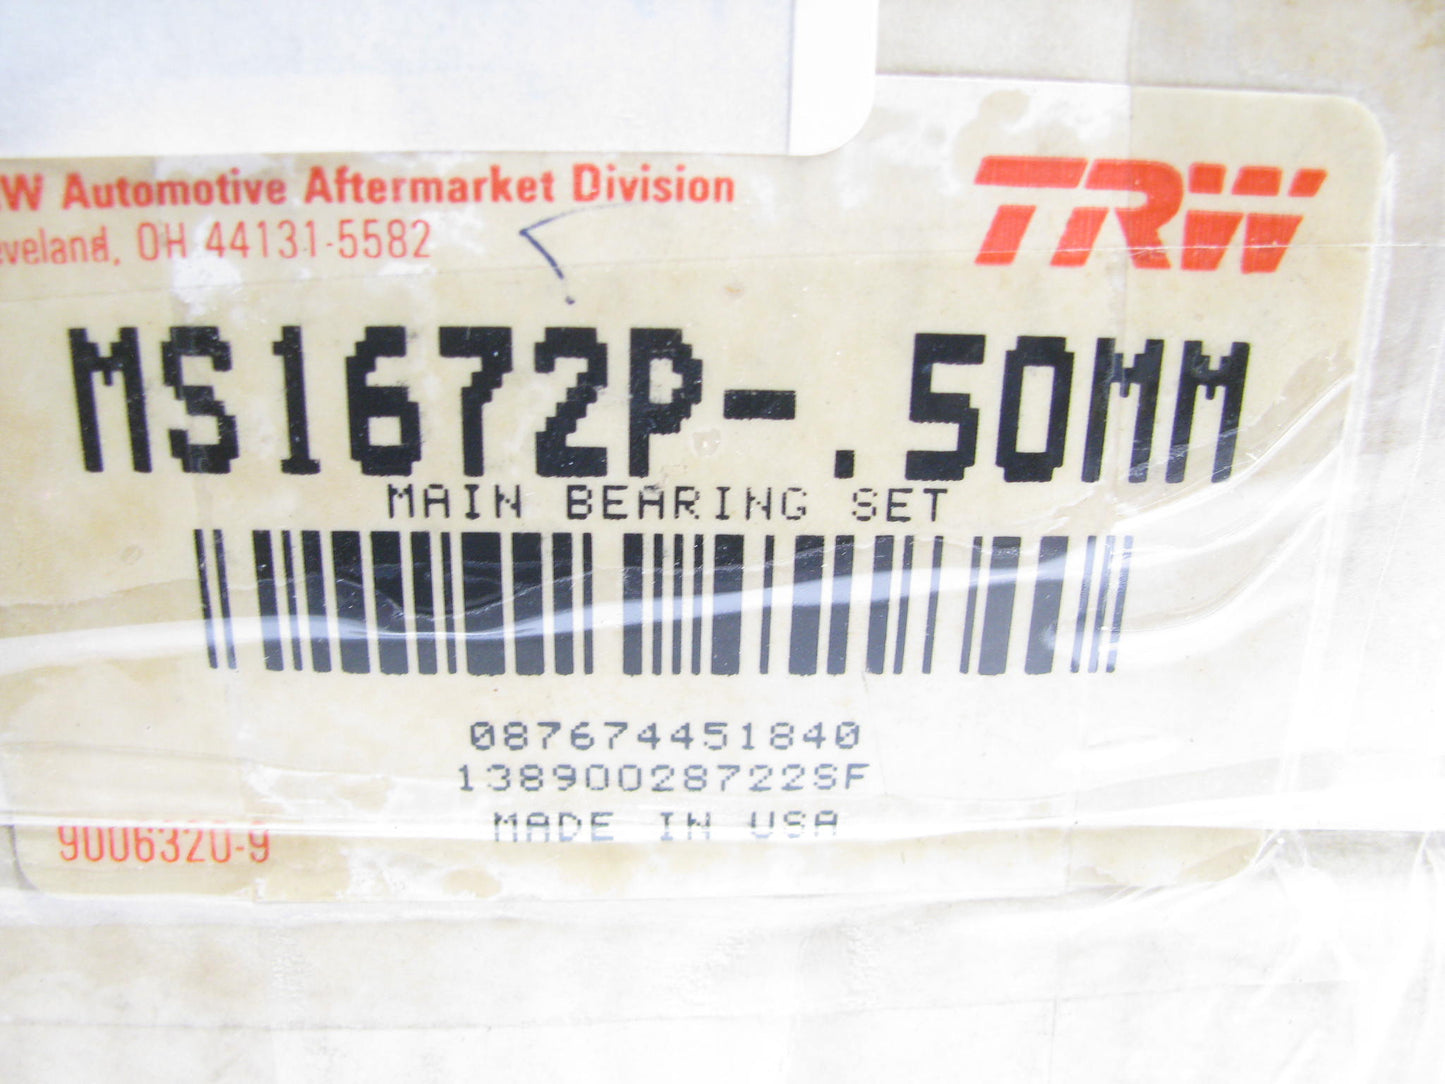 W Automotive Aftermarket Division
eveland, OH 44131-5582
TRW
MS1672P-.50MM
MAIN BEARING SET
087674451840
13890028722SF
MADE IN USA
9006320-9